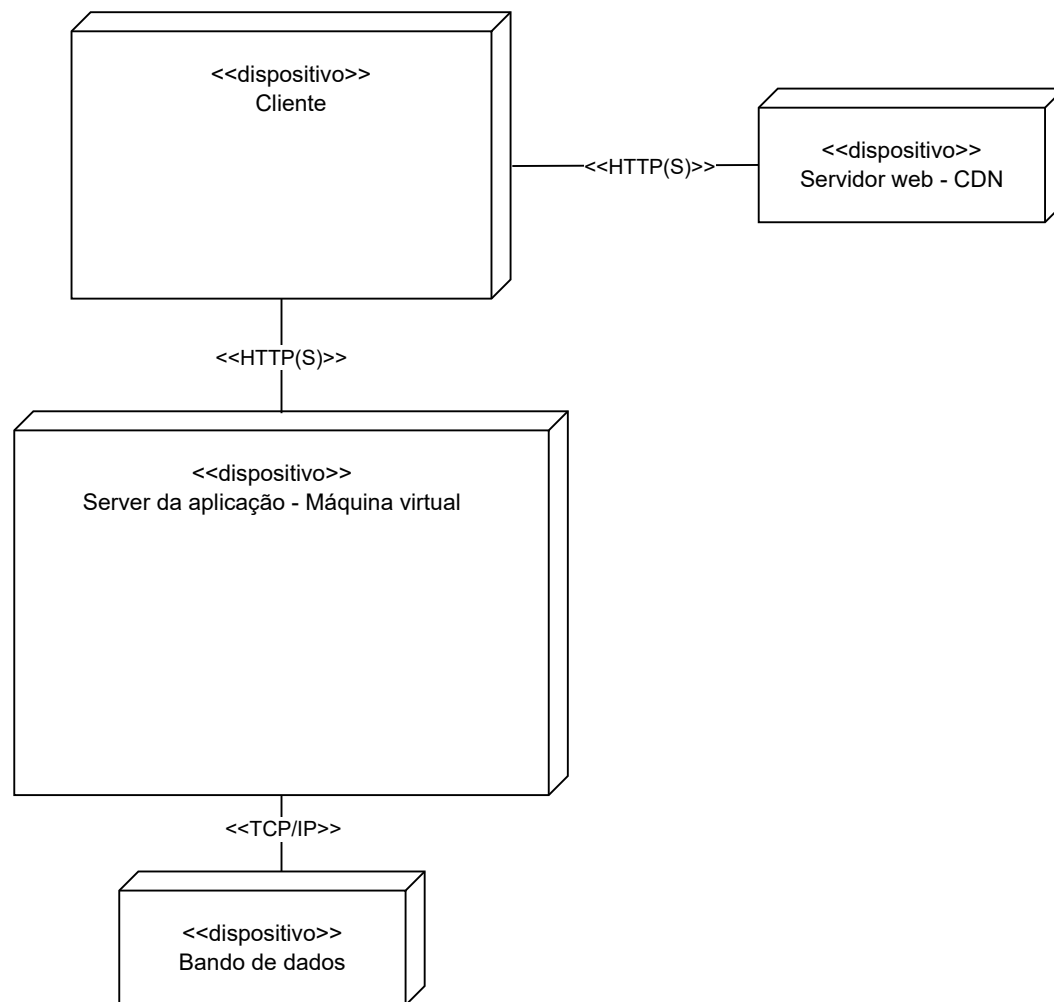 <<dispositivo>>
Cliente
<<dispositivo>>
Servidor web - CDN
<<HTTP(S)>>
<<HTTP(S)>>
<<dispositivo>>
Server da aplicação - Máquina virtual
<<TCP/IP>>
<<dispositivo>>
Bando de dados